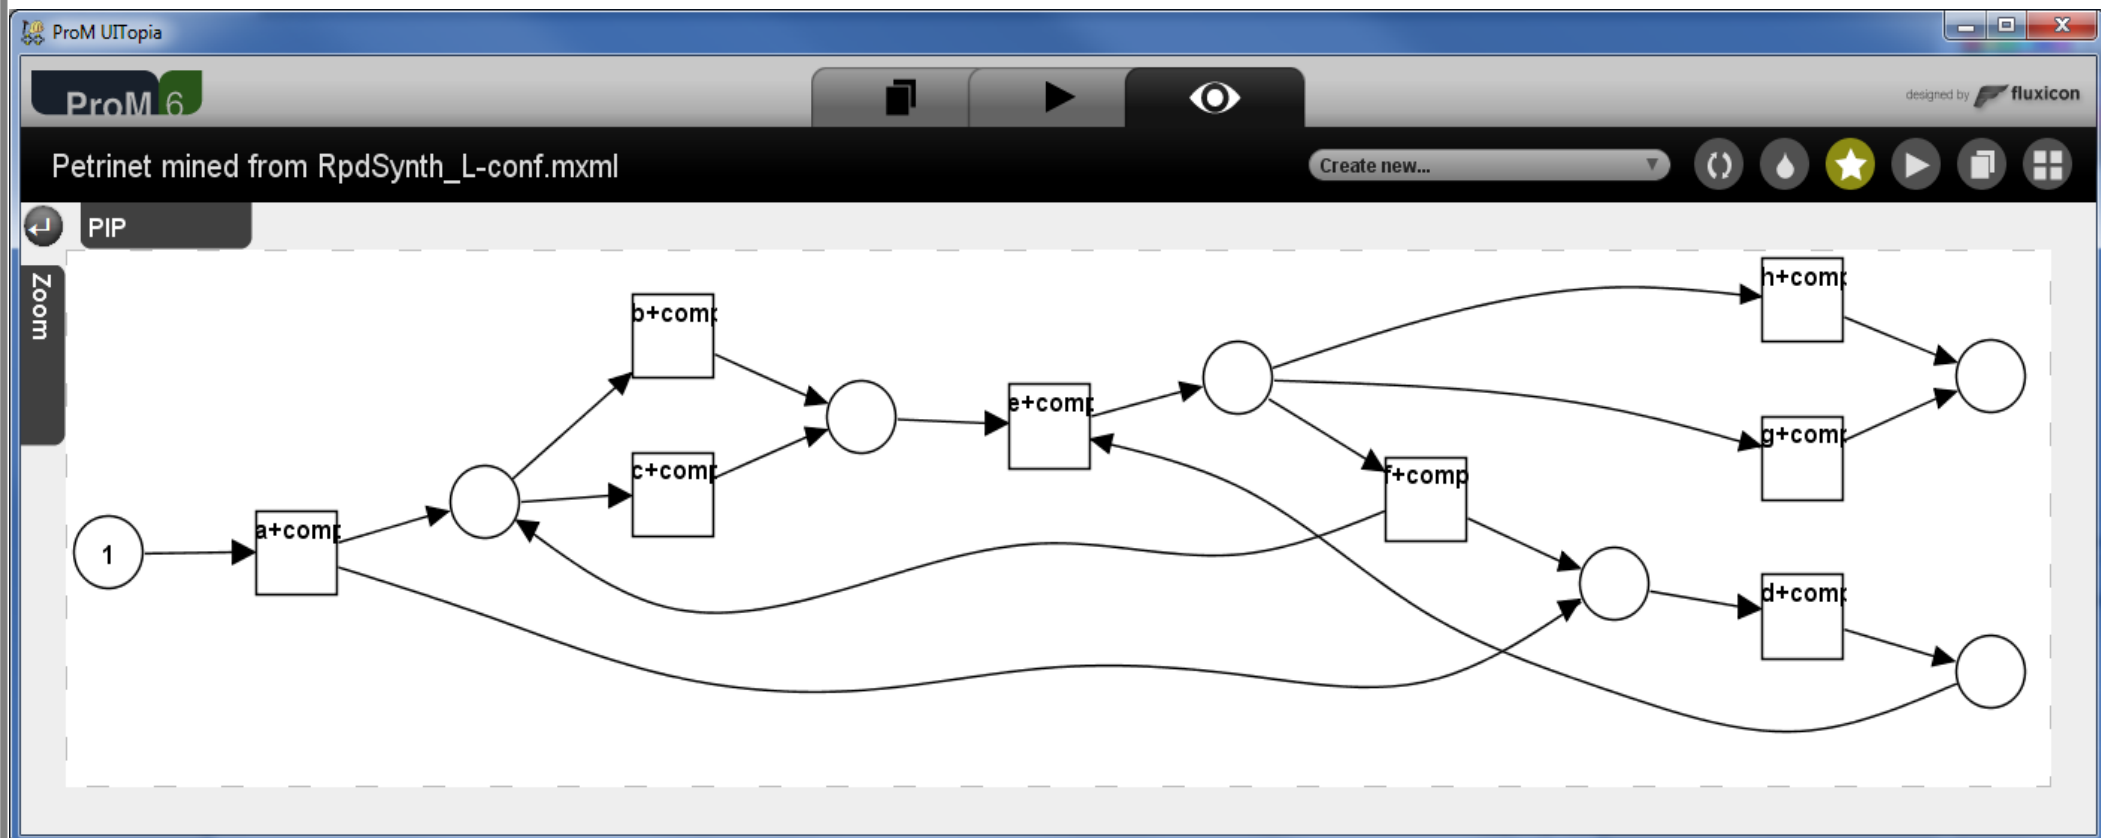 ProM UITopia
ProM 6
designed by fluxicon
Petrinet mined from RpdSynth_L-conf.mxml
Create new...
PIP
Zoom
h+comp
b+comp
e+comp
g+comp
c+comp
f+comp
a+comp
1
d+comp